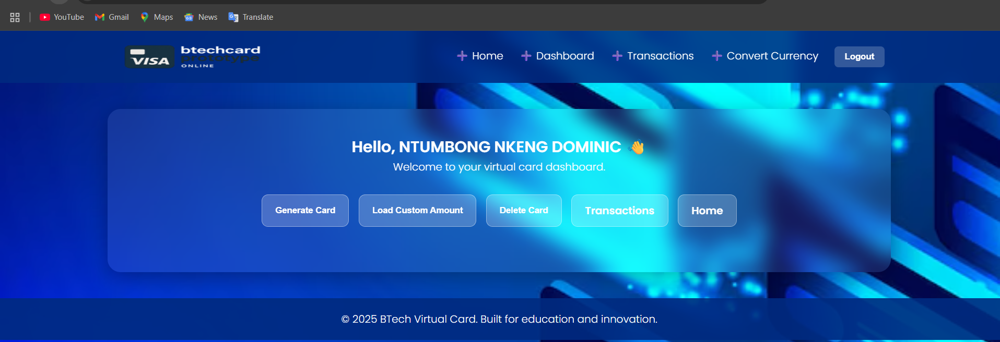 YouTube
Gmail
Maps
News
Translate
VISA
btechcard
prototype
ONLINE
Home
Dashboard
Transactions
Convert Currency
Logout
Hello, NTUMBONG NKENG DOMINIC 👋
Welcome to your virtual card dashboard.
Generate Card
Load Custom Amount
Delete Card
Transactions
Home
© 2025 BTech Virtual Card. Built for education and innovation.